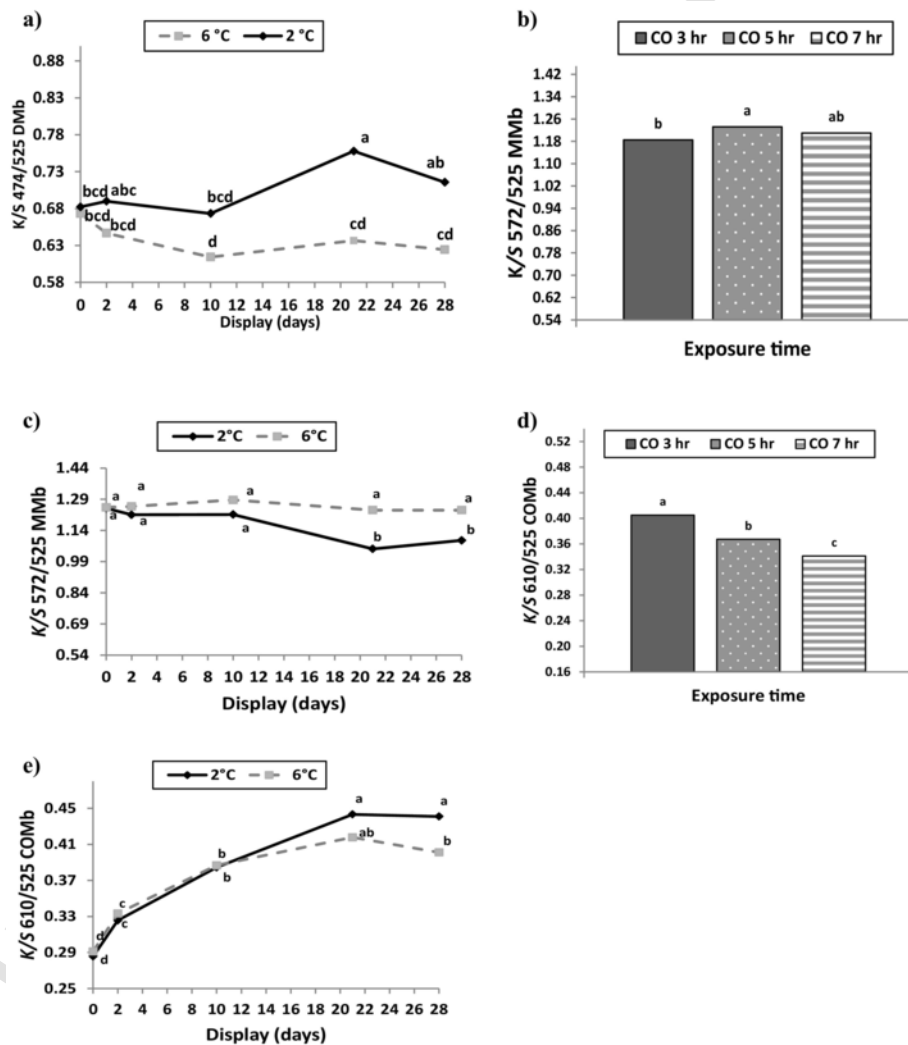 a)
6 °C 2 °C
K/S 474/525 DMb
0.88
0.83
0.78
0.73
0.68
0.63
0.58
bcd abc bcd a ab
bcd bcd d cd cd
0 2 4 6 8 10 12 14 16 18 20 22 24 26 28
Display (days)
b)
CO 3 hr CO 5 hr CO 7 hr
K/S 572/525 MMb
1.42
1.34
1.26
1.18
1.10
1.02
0.94
0.86
0.78
0.70
0.62
0.54
b a ab
Exposure time
c)
2°C 6°C
K/S 572/525 MMb
1.44
1.29
1.14
0.99
0.84
0.69
0.54
a a a a a
a a a b b
0 2 4 6 8 10 12 14 16 18 20 22 24 26 28
Display (days)
d)
CO 3 hr CO 5 hr CO 7 hr
K/S 610/525 COMb
0.52
0.48
0.44
0.40
0.36
0.32
0.28
0.24
0.20
0.16
a b c
Exposure time
e)
2°C 6°C
K/S 610/525 COMb
0.45
0.41
0.37
0.33
0.29
0.25
d c b a a
d c b ab b
0 2 4 6 8 10 12 14 16 18 20 22 24 26 28
Display (days)